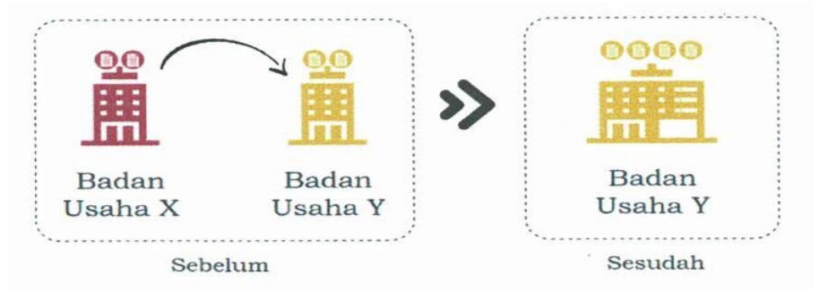 Badan
Usaha X
Badan
Usaha Y
Badan
Usaha Y
Sebelum
Sesudah